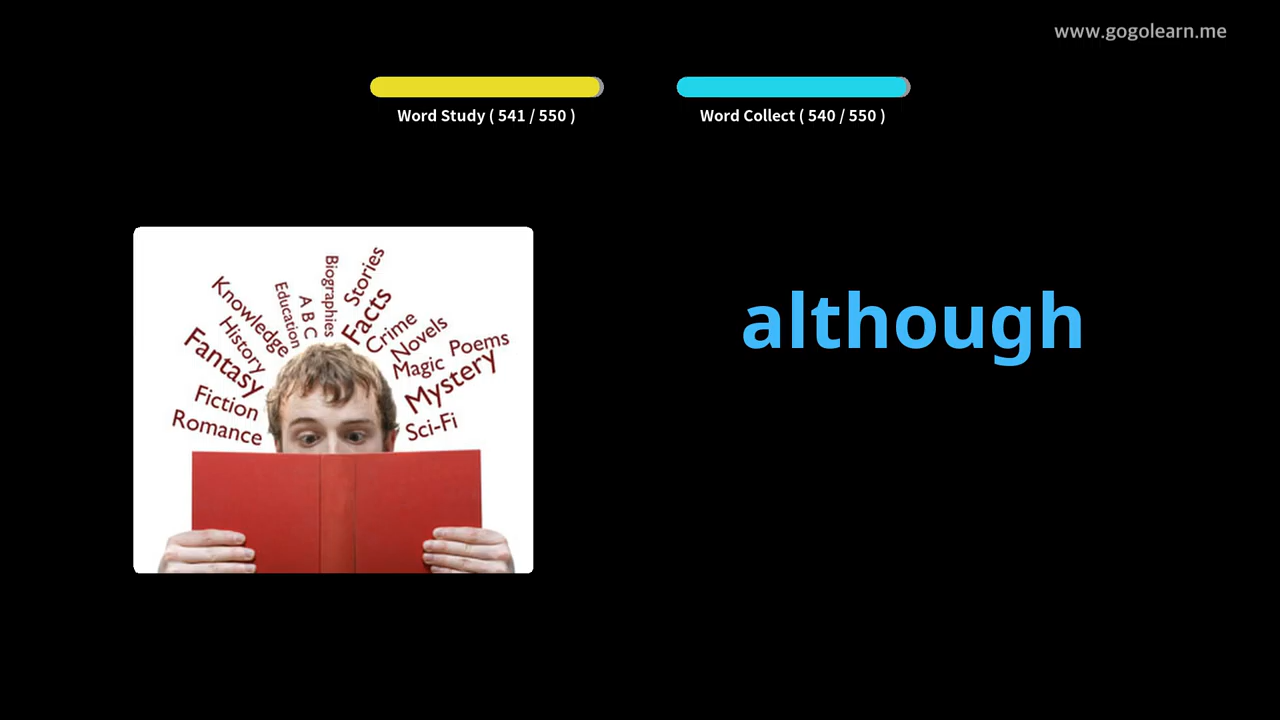 www.gogolearn.me
Word Study ( 541 / 550 )
Word Collect ( 540 / 550 )
although
Stories
Biographies
Facts
A B C
Education
Knowledge
Crime
Novels
History
Poems
Magic
Fantasy
Mystery
Fiction
Sci-Fi
Romance